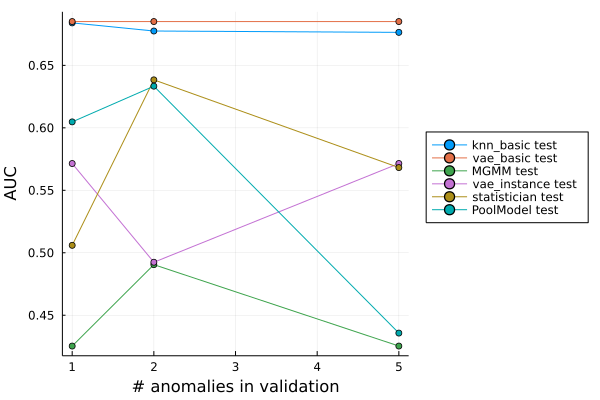 AUC
0.65
0.60
0.55
0.50
0.45
1 2 3 4 5
# anomalies in validation
knn_basic test
vae_basic test
MGMM test
vae_instance test
statistician test
PoolModel test